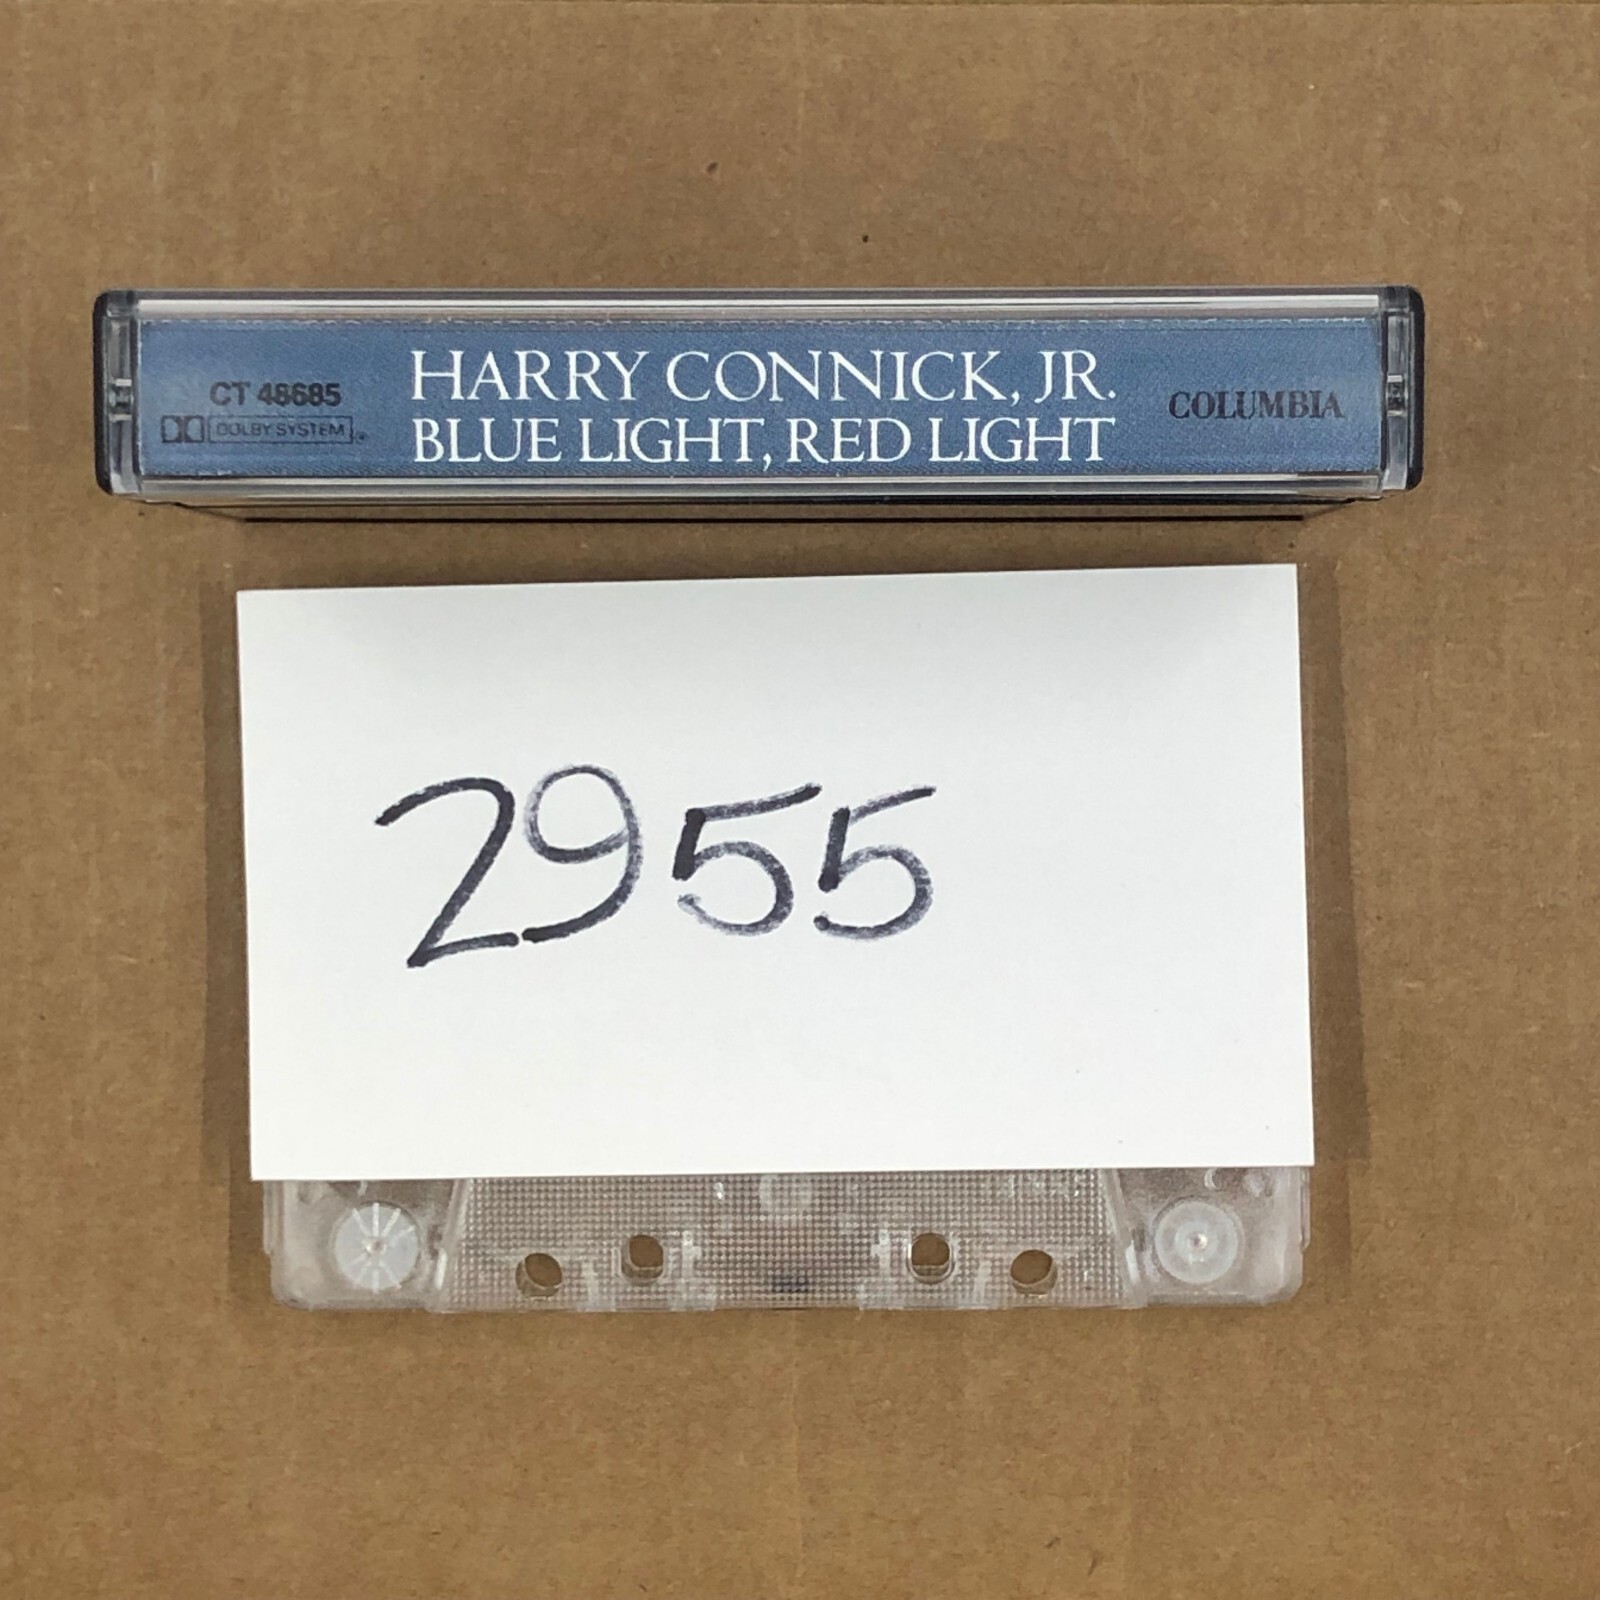 CT 48685
DOLBY SYSTEM
HARRY CONNICK, JR.
BLUE LIGHT, RED LIGHT
COLUMBIA
2955